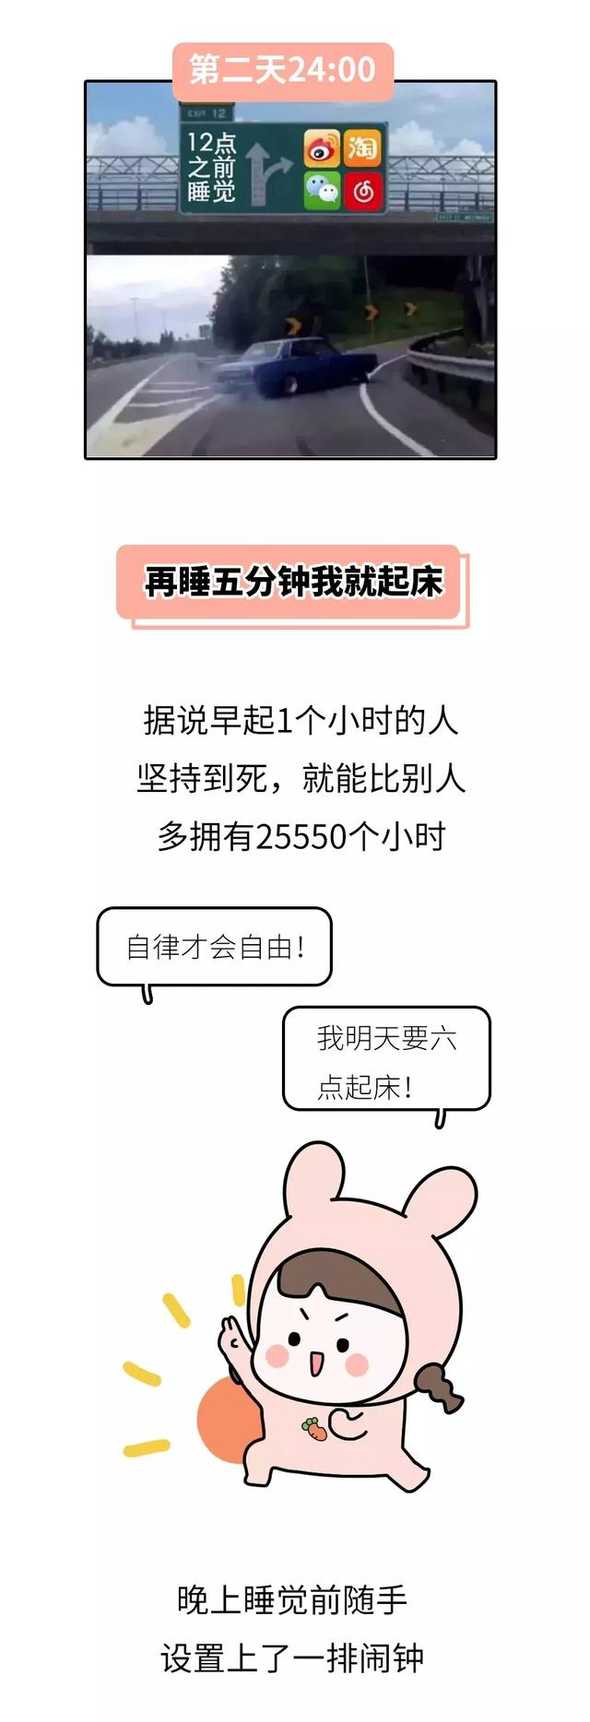 第二天24:00
EXIT 12
12点
之前
睡觉
淘
再睡五分钟我就起床
据说早起1个小时的人
坚持到死，就能比别人
多拥有25550个小时
自律才会自由！
我明天要六
点起床！
晚上睡觉前随手
设置上了一排闹钟